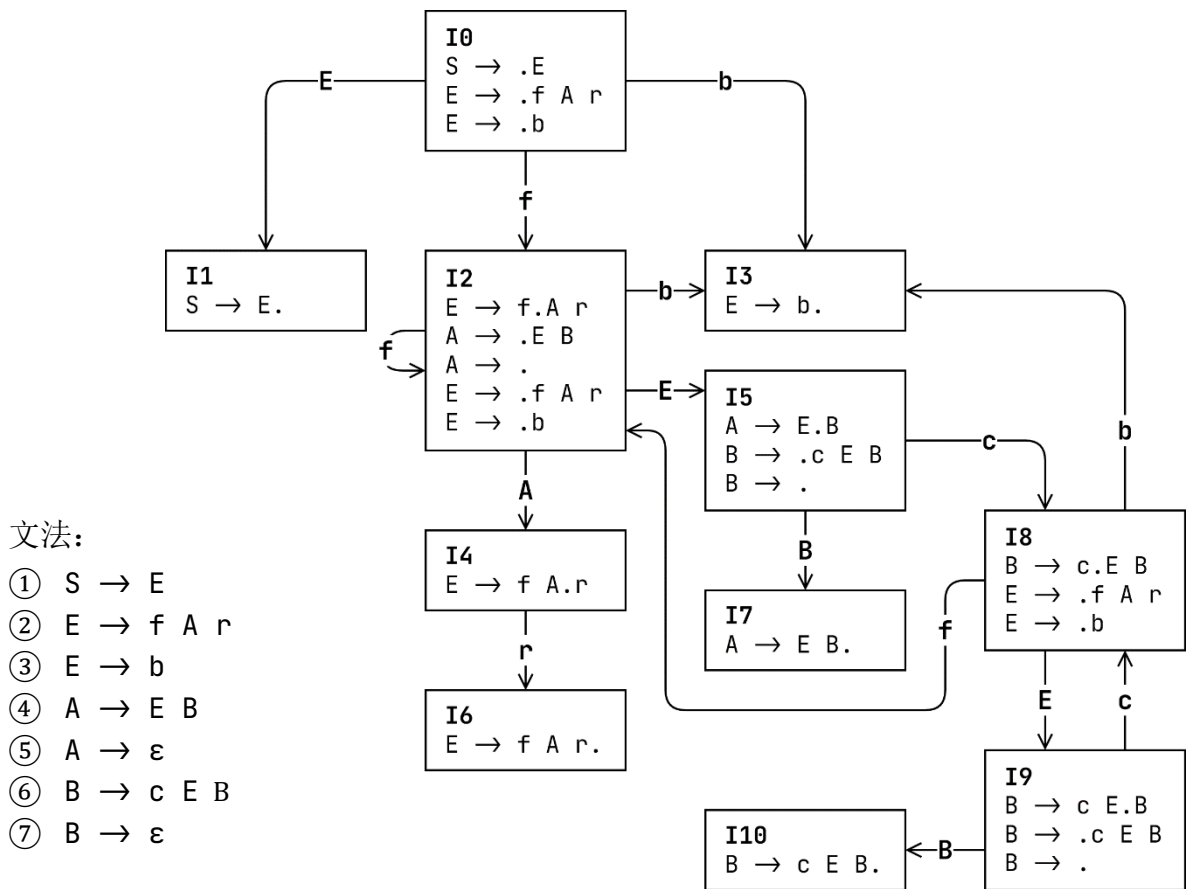 I0
S → .E
E → .f A r
E → .b
E
b
f
I1
S → E.
I2
E → f.A r
A → .E B
A → .
E → .f A r
E → .b
b
I3
E → b.
f
E
I5
A → E.B
B → .c E B
B → .
c
b
A
B
I4
E → f A.r
I8
B → c.E B
E → .f A r
E → .b
I7
A → E B.
f
r
I6
E → f A r.
E
c
I9
B → c E.B
B → .c E B
B → .
B
I10
B → c E B.
文法：
① S → E
② E → f A r
③ E → b
④ A → E B
⑤ A → ε
⑥ B → c E B
⑦ B → ε